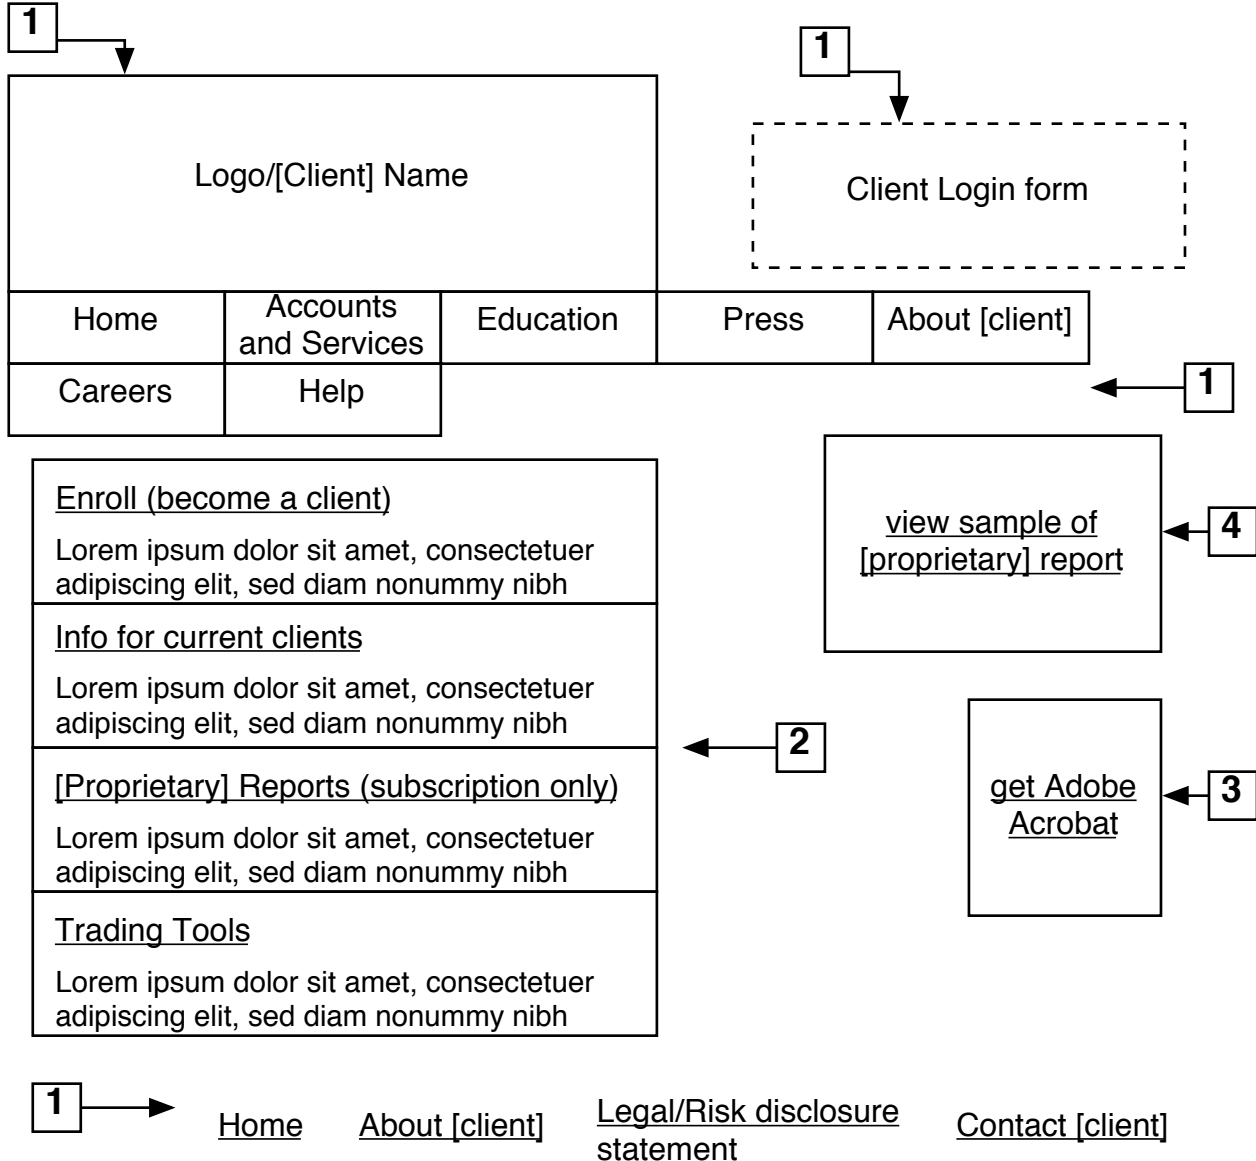 1
1
Logo/[Client] Name
Client Login form
Home
Accounts
and Services
Education
Press
About [client]
Careers
Help
1
Enroll (become a client)
Lorem ipsum dolor sit amet, consectetuer
adipiscing elit, sed diam nonummy nibh
view sample of
[proprietary] report
4
Info for current clients
Lorem ipsum dolor sit amet, consectetuer
adipiscing elit, sed diam nonummy nibh
2
[Proprietary] Reports (subscription only)
Lorem ipsum dolor sit amet, consectetuer
adipiscing elit, sed diam nonummy nibh
get Adobe
Acrobat
3
Trading Tools
Lorem ipsum dolor sit amet, consectetuer
adipiscing elit, sed diam nonummy nibh
1
Home
About [client]
Legal/Risk disclosure
statement
Contact [client]